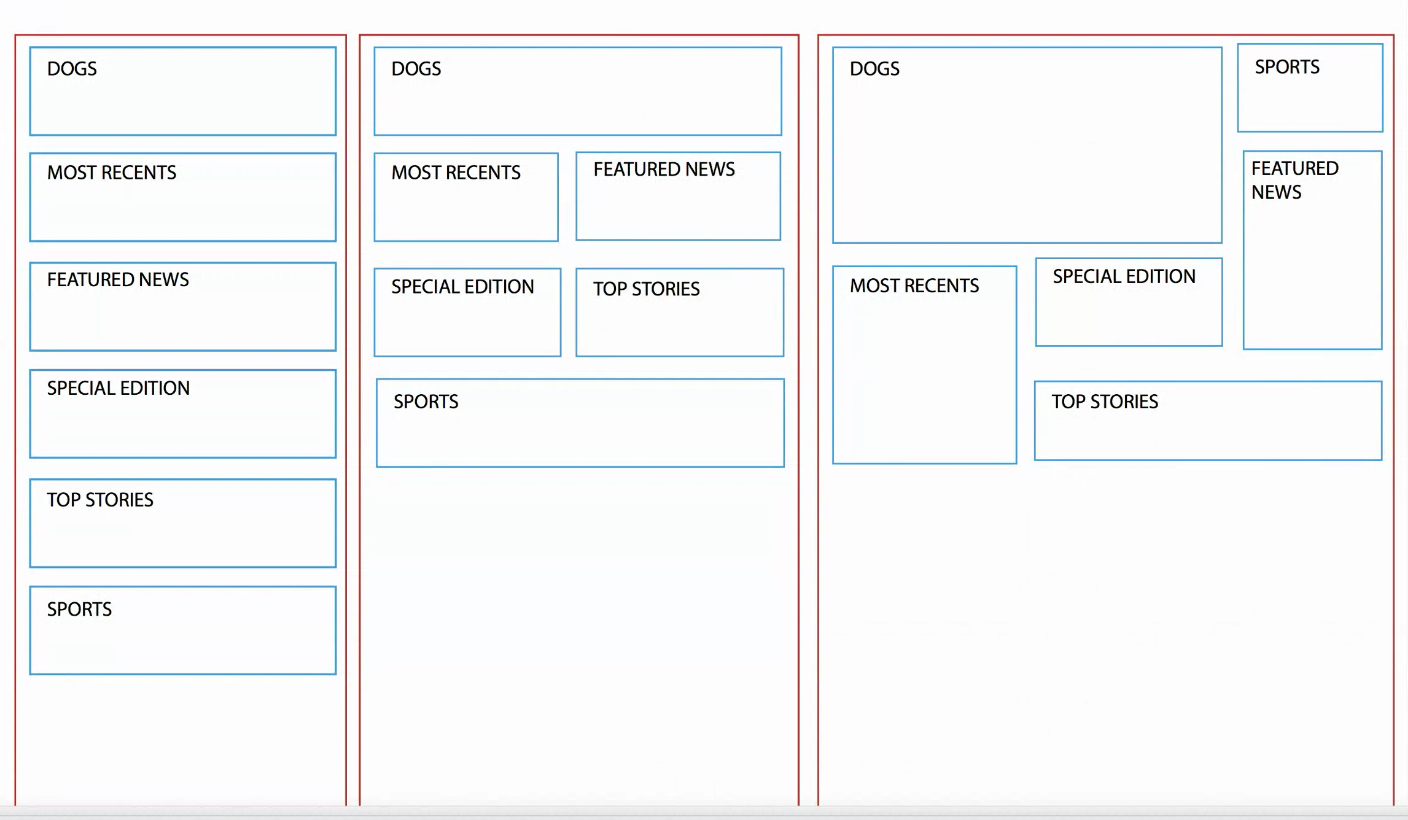 DOGS
MOST RECENTS
FEATURED NEWS
SPECIAL EDITION
TOP STORIES
SPORTS
DOGS
MOST RECENTS
FEATURED NEWS
SPECIAL EDITION
TOP STORIES
SPORTS
DOGS
SPORTS
FEATURED
NEWS
MOST RECENTS
SPECIAL EDITION
TOP STORIES